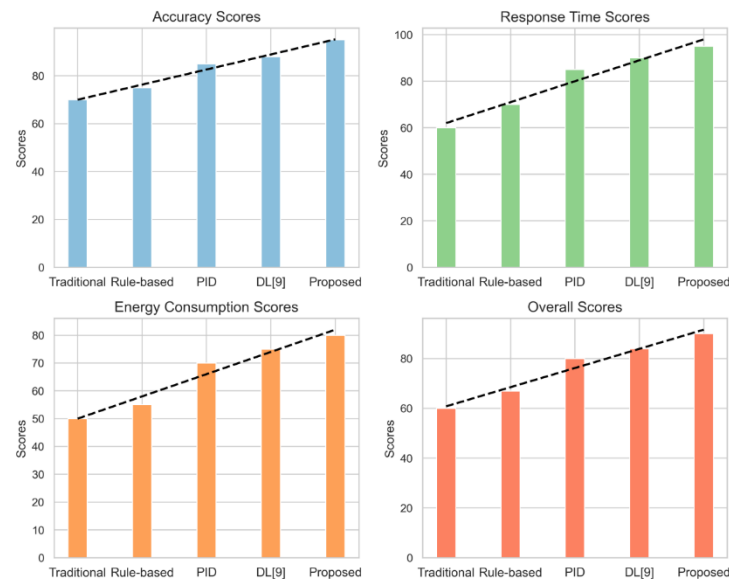 Accuracy Scores
80
60
40
20
0
Scores
Traditional Rule-based PID DL[9] Proposed
Response Time Scores
100
80
60
40
20
0
Scores
Traditional Rule-based PID DL[9] Proposed
Energy Consumption Scores
80
70
60
50
40
30
20
10
0
Scores
Traditional Rule-based PID DL[9] Proposed
Overall Scores
80
60
40
20
0
Scores
Traditional Rule-based PID DL[9] Proposed